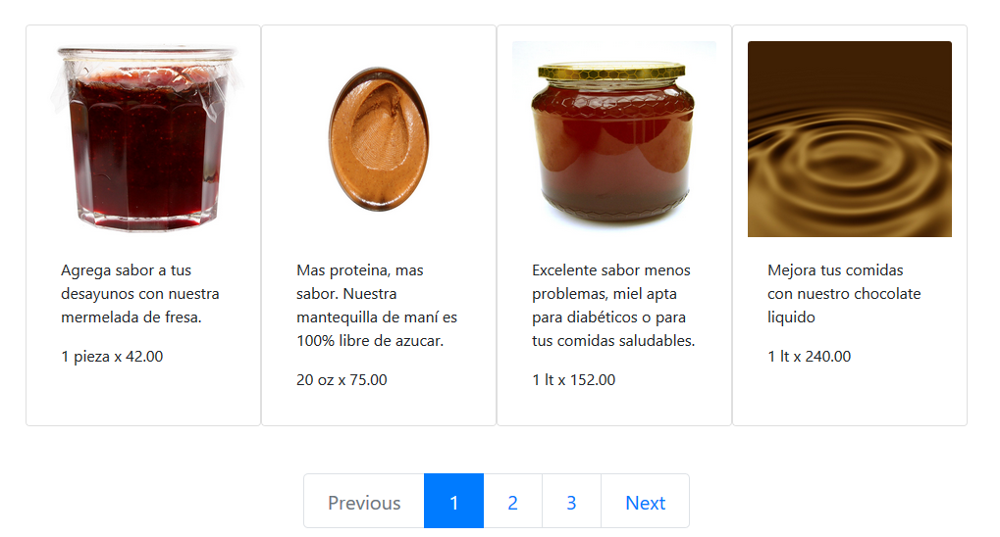 Agrega sabor a tus
desayunos con nuestra
mermelada de fresa.
1 pieza x 42.00
Mas proteina, mas
sabor. Nuestra
mantequilla de maní es
100% libre de azucar.
20 oz x 75.00
Excelente sabor menos
problemas, miel apta
para diabéticos o para
tus comidas saludables.
1 lt x 152.00
Mejora tus comidas
con nuestro chocolate
liquido
1 lt x 240.00
Previous 1 2 3 Next